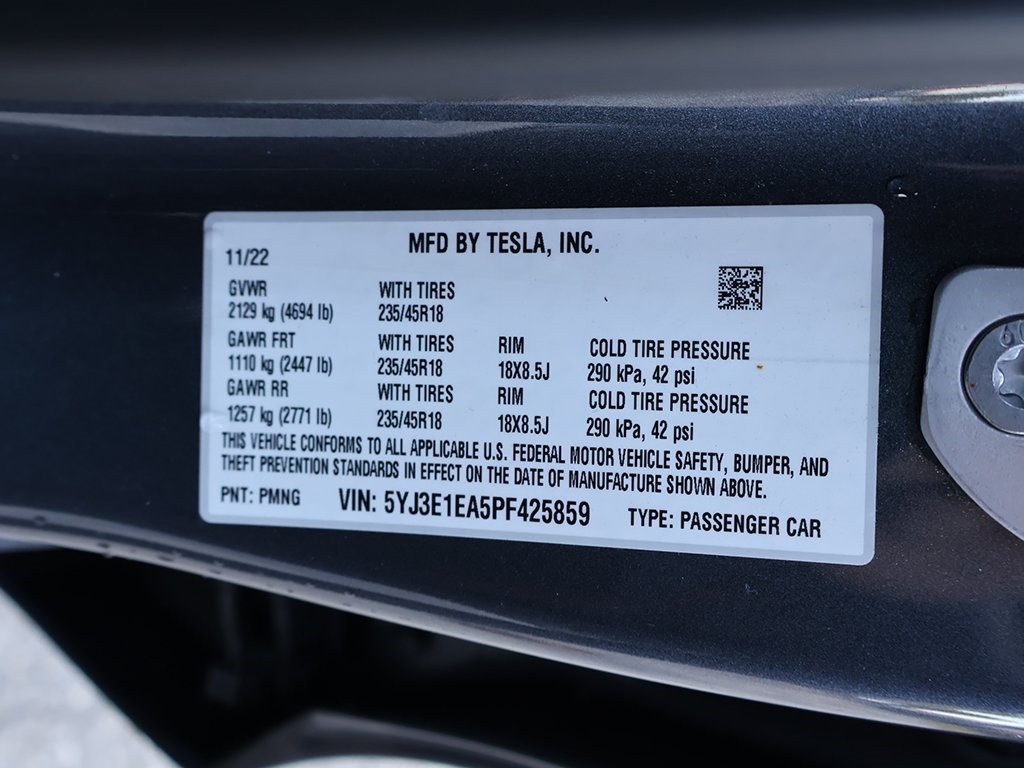 MFD BY TESLA, INC.
11/22
GVWR WITH TIRES
2129 kg (4694 lb) 235/45R18
GAWR FRT WITH TIRES RIM COLD TIRE PRESSURE
1110 kg (2447 lb) 235/45R18 18X8.5J 290 kPa, 42 psi
GAWR RR WITH TIRES RIM COLD TIRE PRESSURE
1257 kg (2771 lb) 235/45R18 18X8.5J 290 kPa, 42 psi
THIS VEHICLE CONFORMS TO ALL APPLICABLE U.S. FEDERAL MOTOR VEHICLE SAFETY, BUMPER, AND
THEFT PREVENTION STANDARDS IN EFFECT ON THE DATE OF MANUFACTURE SHOWN ABOVE.
PNT: PMNG VIN: 5YJ3E1EA5PF425859 TYPE: PASSENGER CAR